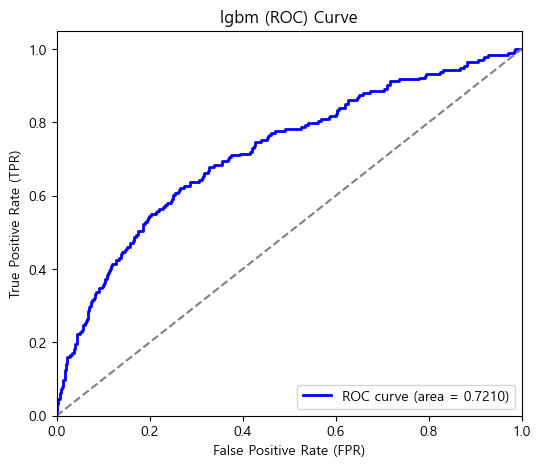 lgbm (ROC) Curve
True Positive Rate (TPR)
1.0
0.8
0.6
0.4
0.2
0.0
0.0 0.2 0.4 0.6 0.8 1.0
False Positive Rate (FPR)
ROC curve (area = 0.7210)